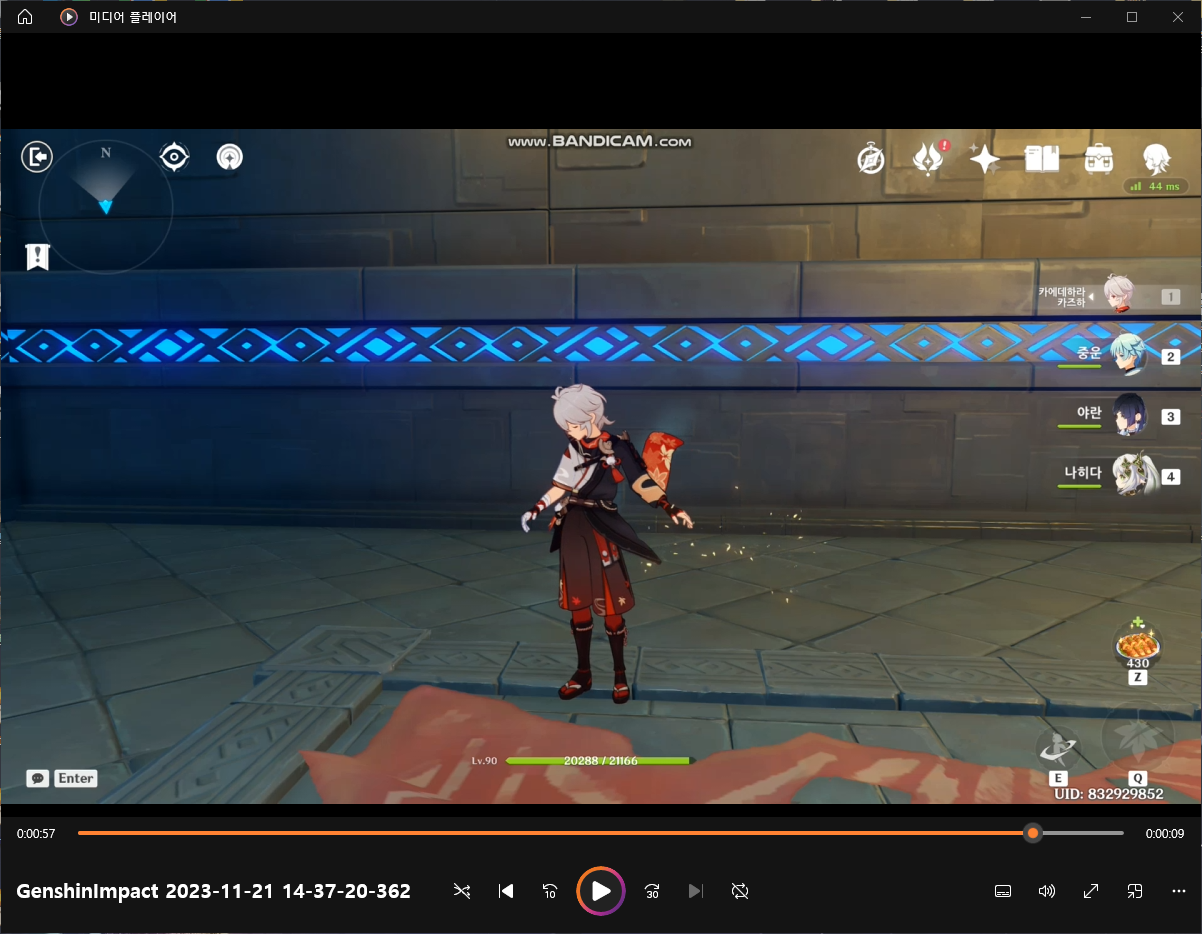 미디어 플레이어
www.BANDICAM.com
N
44 ms
카에데하라
카즈하
1
중운
2
야란
3
나히다
4
430
Z
Lv.90
20288 / 21166
Enter
E
Q
UID: 832929852
0:00:57
0:00:09
GenshinImpact 2023-11-21 14-37-20-362
10
30